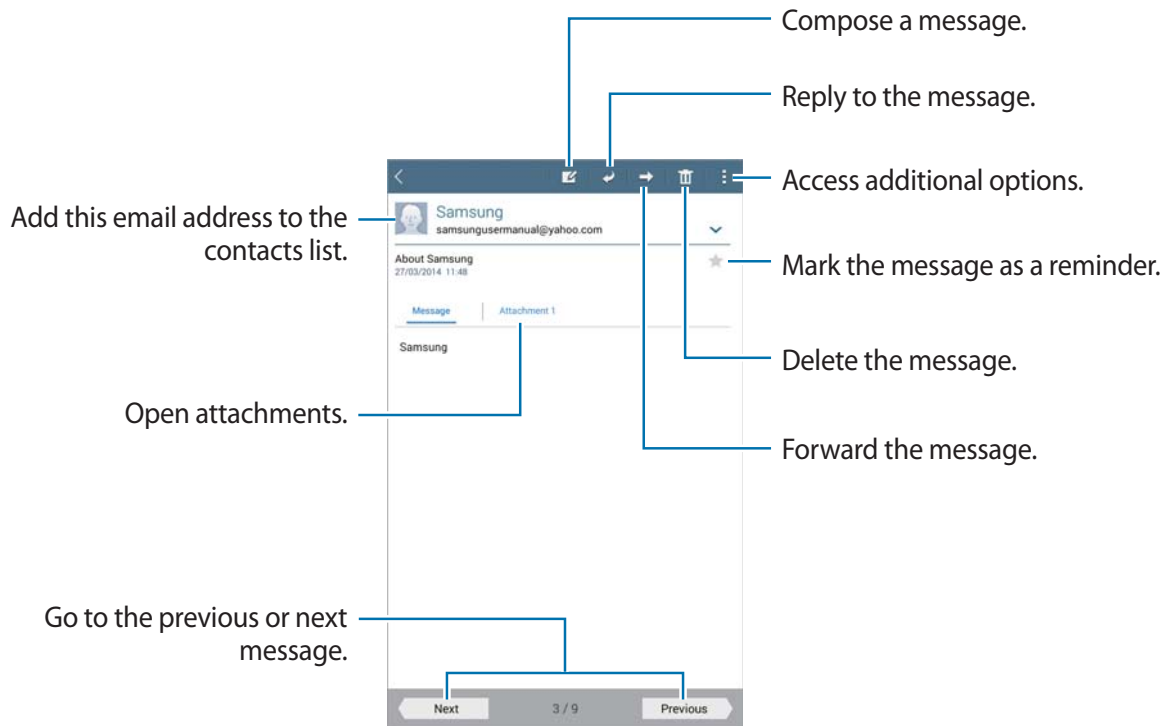 Compose a message.
Reply to the message.
Access additional options.
Add this email address to the
contacts list.
Samsung
samsungusermanual@yahoo.com
About Samsung
27/03/2014 11:48
Mark the message as a reminder.
Message
Attachment 1
Samsung
Delete the message.
Open attachments.
Forward the message.
Go to the previous or next
message.
Next
3 / 9
Previous